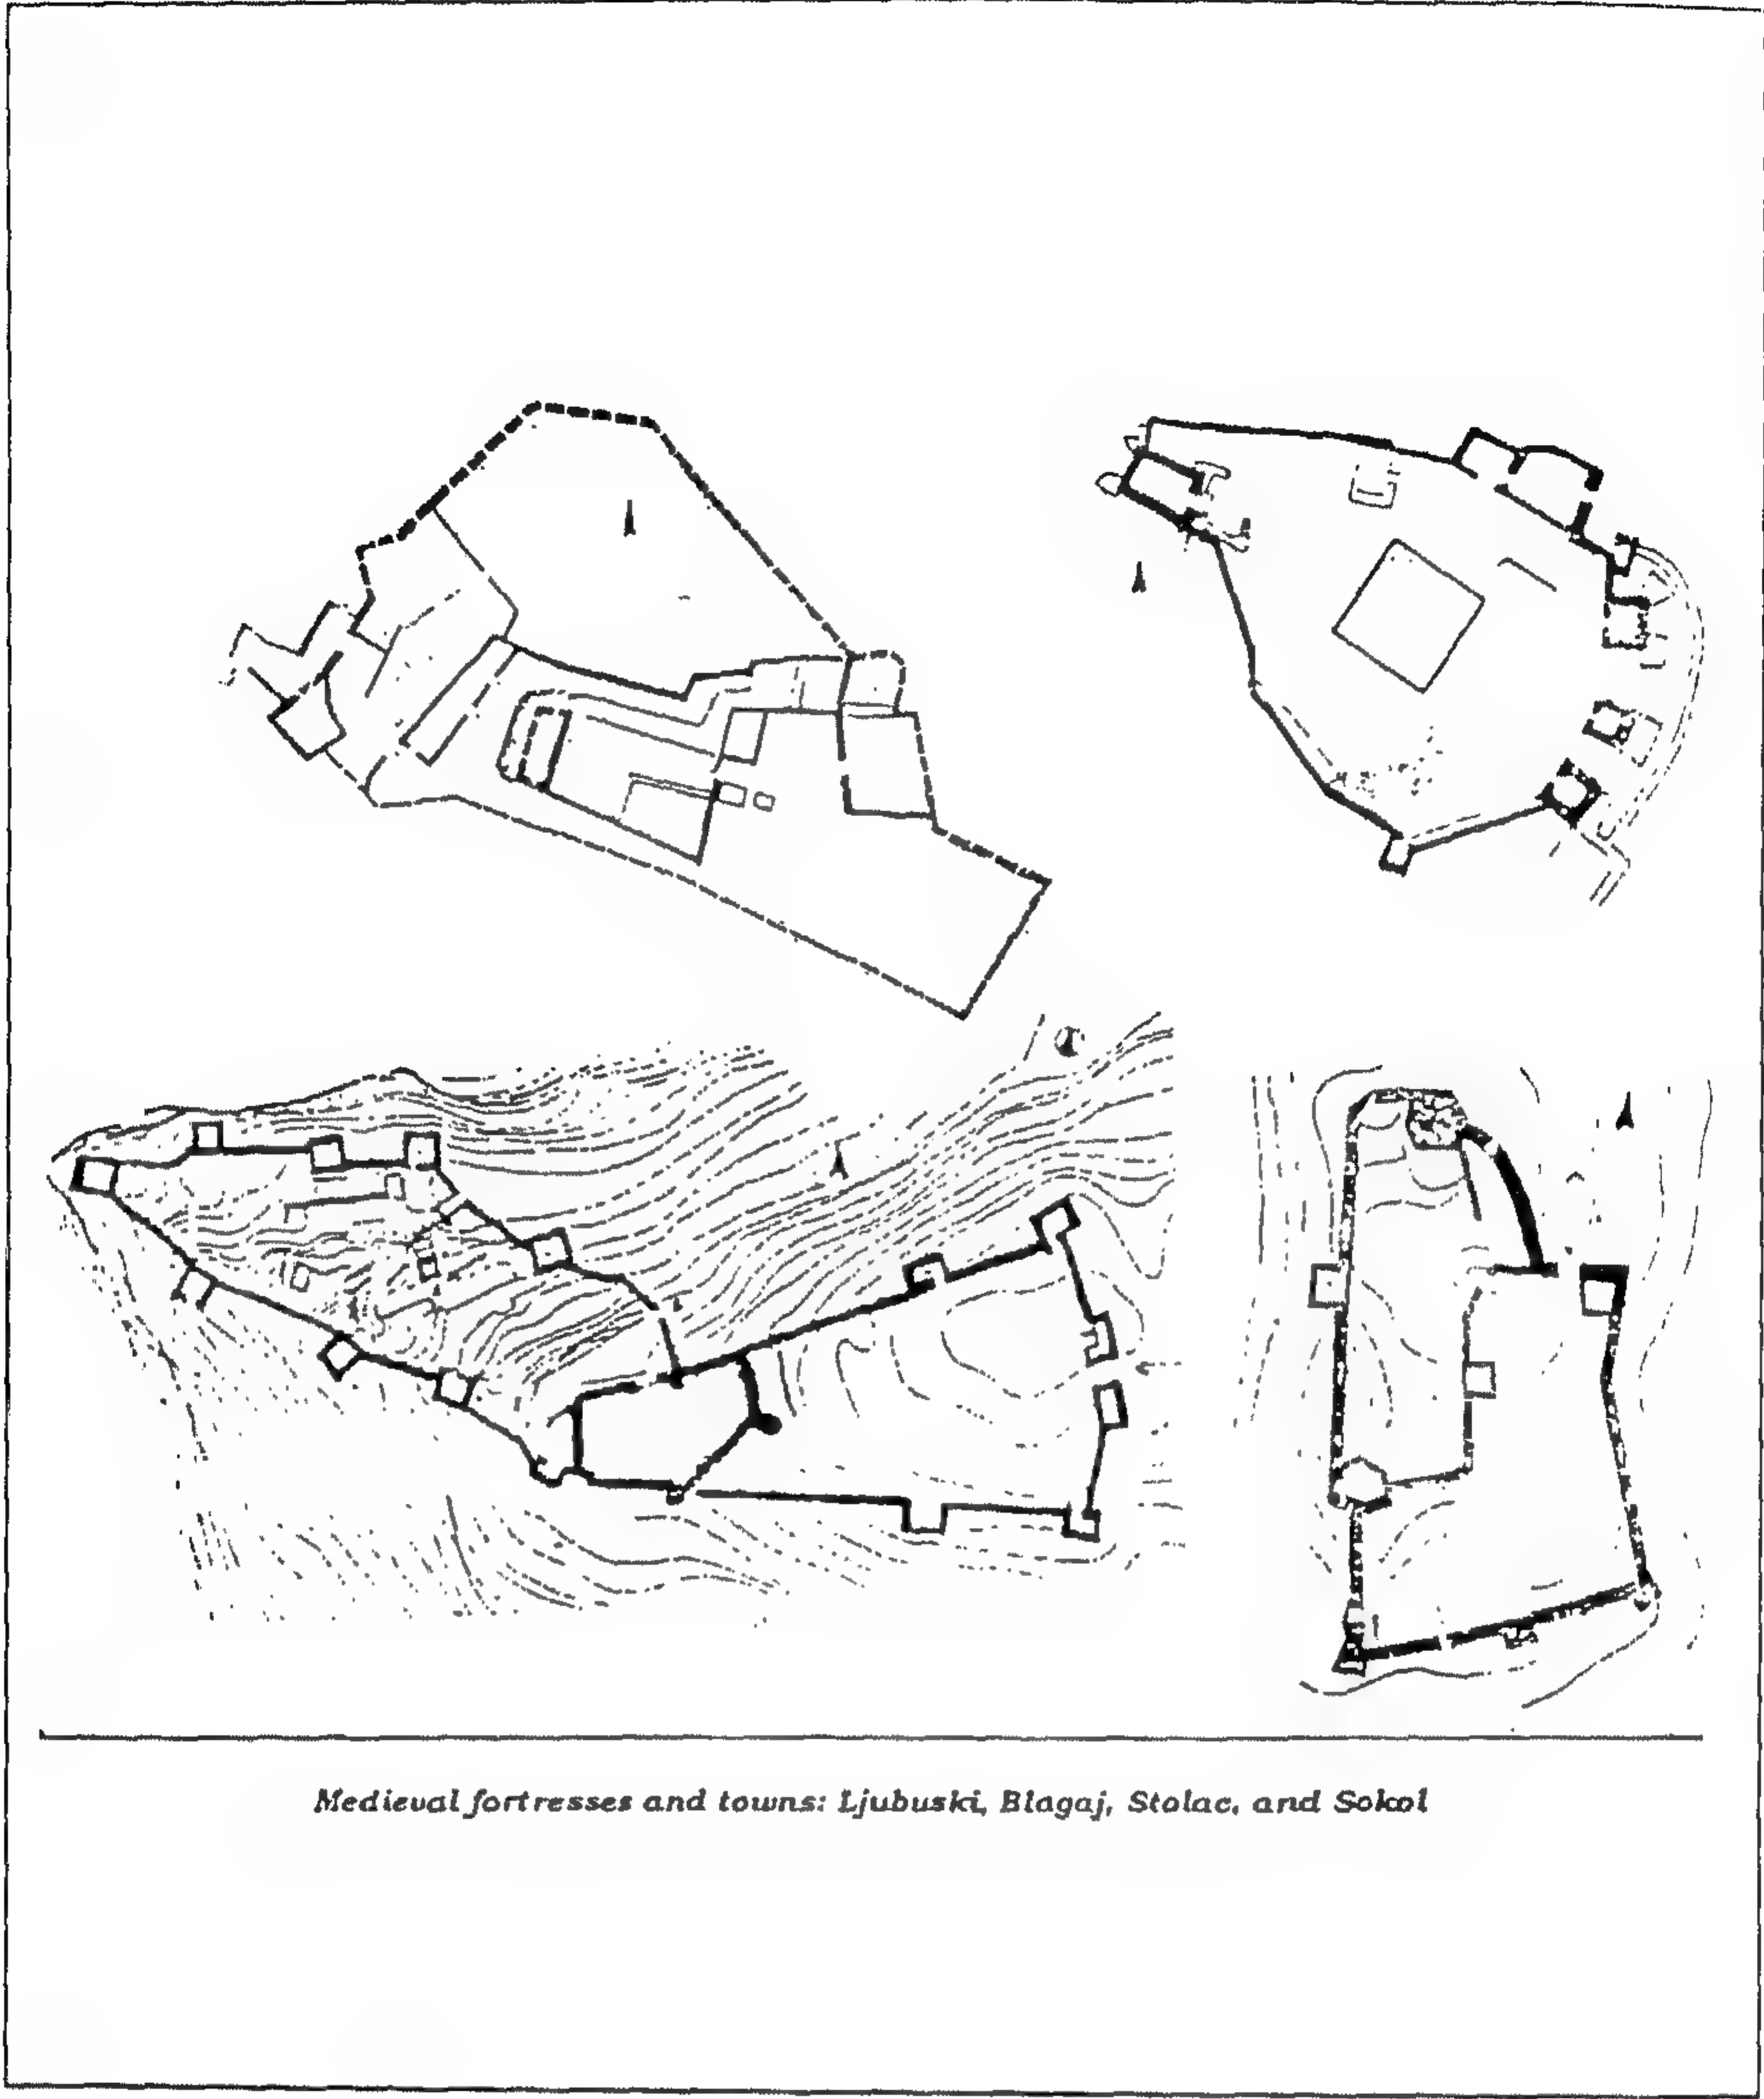 Medieval fortresses and towns: Ljubuski, Blagaj, Stolac, and Sokol